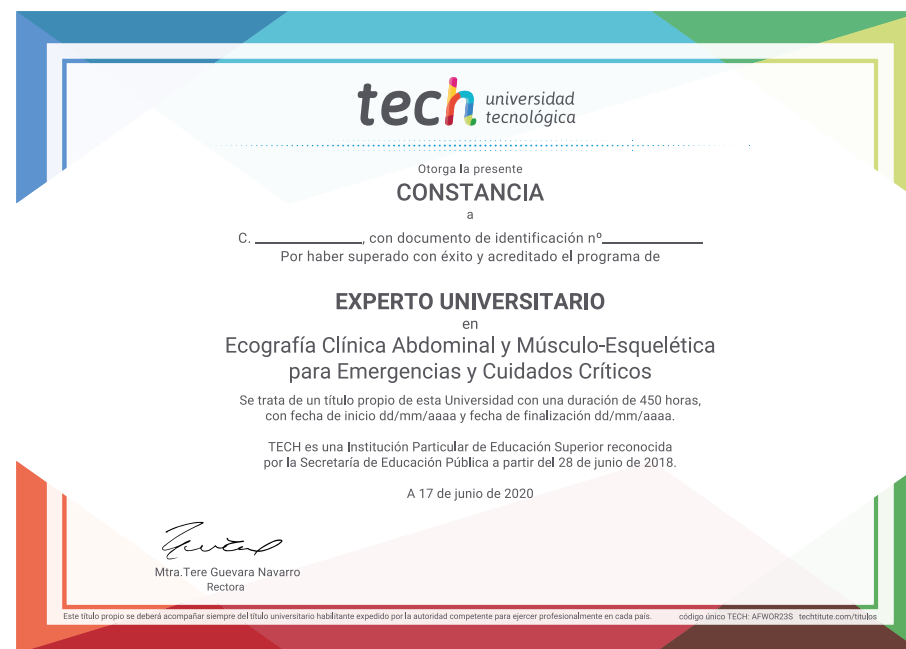 tech universidad
tecnológica
Otorga la presente
CONSTANCIA
a
C. ______________, con documento de identificación nº_____________
Por haber superado con éxito y acreditado el programa de
EXPERTO UNIVERSITARIO
en
Ecografía Clínica Abdominal y Músculo-Esquelética
para Emergencias y Cuidados Críticos
Se trata de un título propio de esta Universidad con una duración de 450 horas,
con fecha de inicio dd/mm/aaaa y fecha de finalización dd/mm/aaaa.
TECH es una Institución Particular de Educación Superior reconocida
por la Secretaría de Educación Pública a partir del 28 de junio de 2018.
A 17 de junio de 2020
Mtra.Tere Guevara Navarro
Rectora
Este título propio se deberá acompañar siempre del título universitario habilitante expedido por la autoridad competente para ejercer profesionalmente en cada país. código único TECH: AFWOR23S techtitute.com/titulos